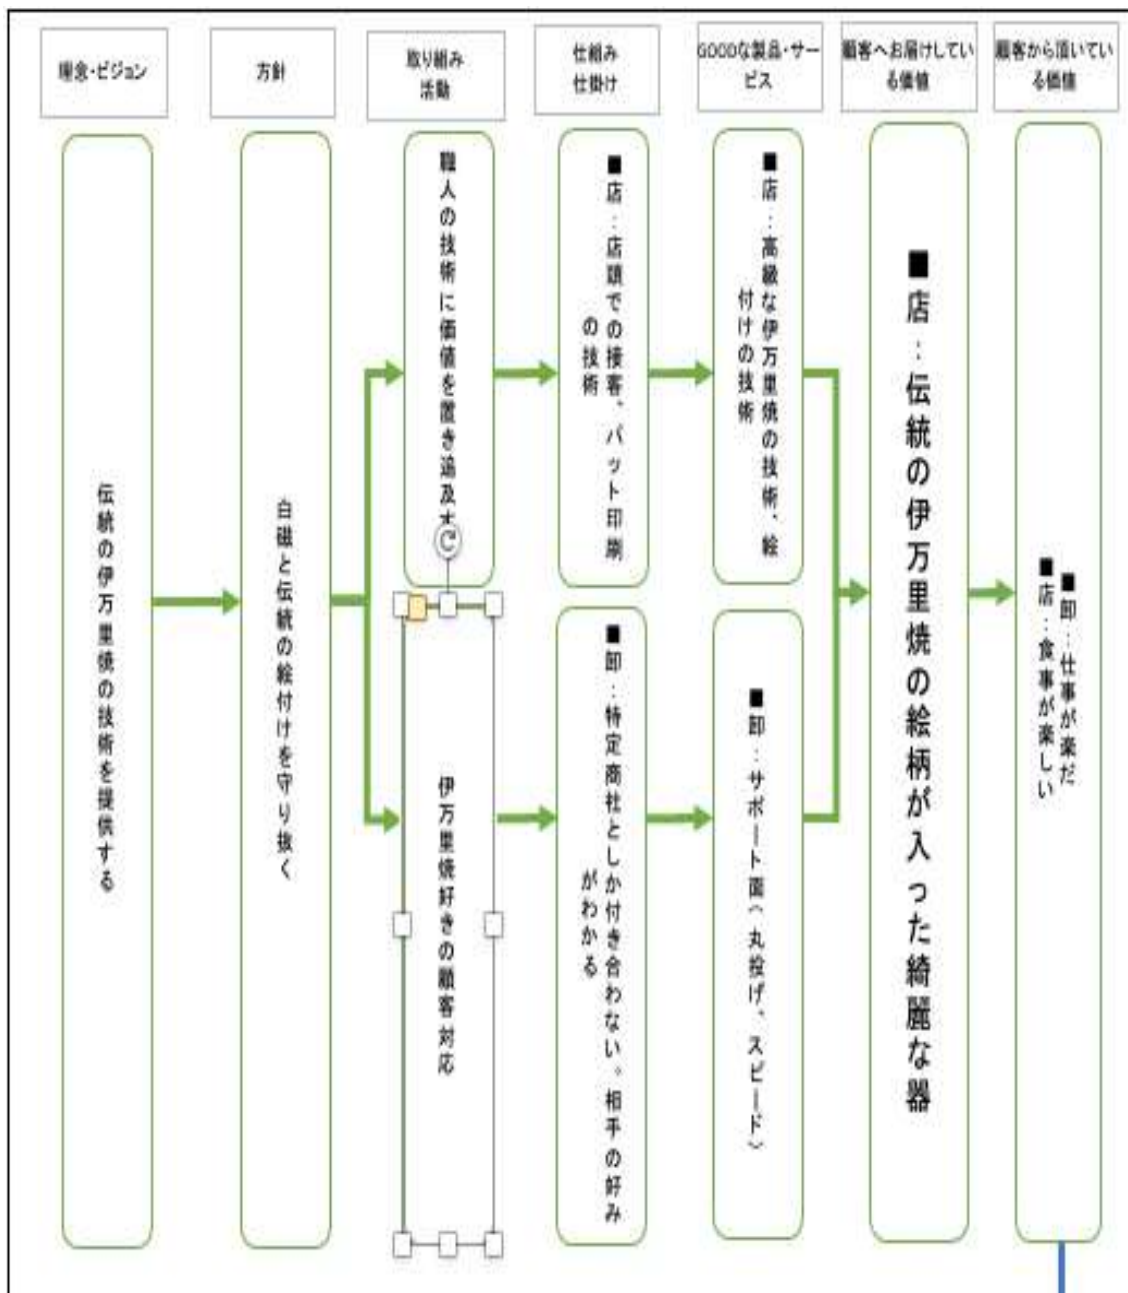 理念・ビジョン
方針
取り組み
活動
仕組み
仕掛け
GOODな製品・サー
ビス
顧客へお届けしてい
る価値
顧客から頂いてい
る価値
伝統の伊万里焼の技術を提供する
白磁と伝統の絵付けを守り抜く
職人の技術に価値を置き追及
伊万里焼好きの顧客対応
■店:店頭での接客、パット印刷
の技術
■卸:特定商社としか付き合わない。相手の好み
がわかる
■店:高級な伊万里焼の技術、絵
付けの技術
■卸:サポート面(丸投げ、スピード)
■店:伝統の伊万里焼の絵柄が入った綺麗な器
■卸:仕事が楽だ
■店:食事が楽しい